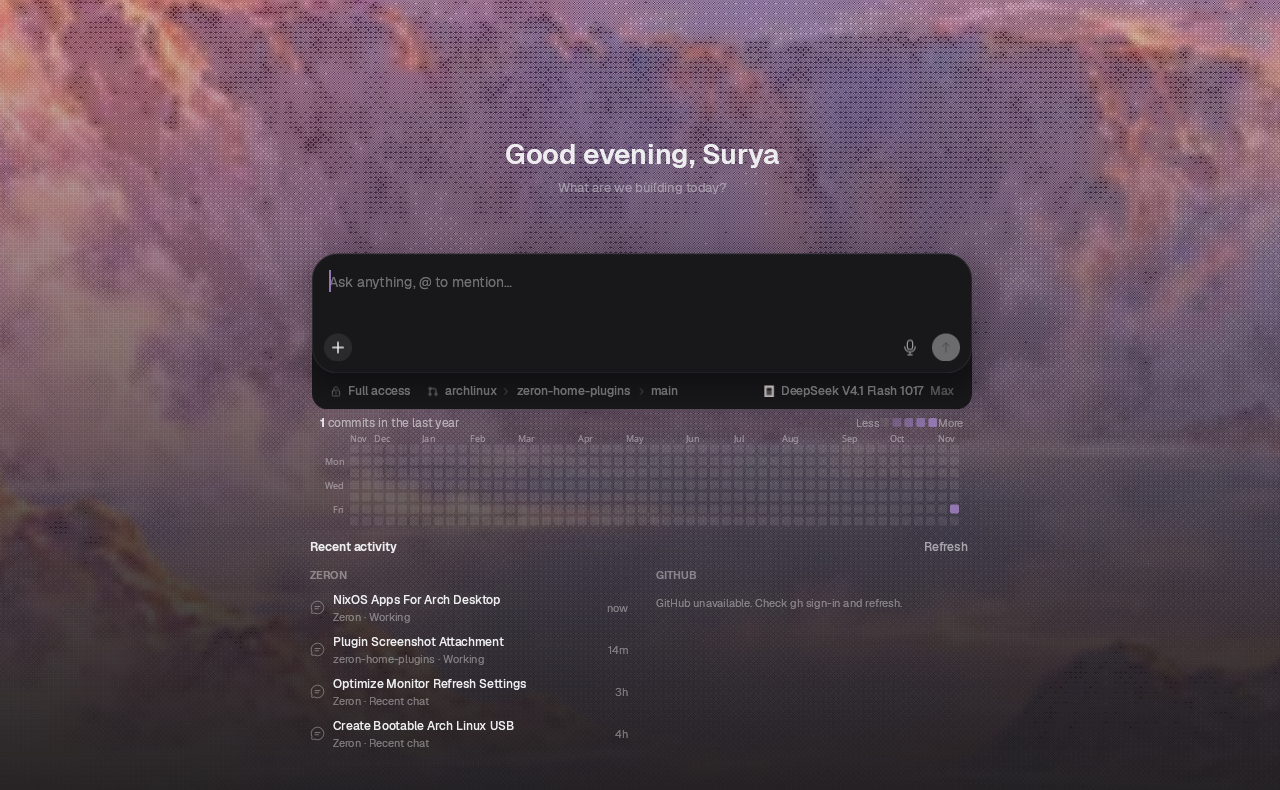 Good evening, Surya
What are we building today?
Ask anything, @ to mention...
Full access archlinux › zeron-home-plugins › main DeepSeek V4.1 Flash 1017 Max
1 commits in the last year Less More
Nov Dec Jan Feb Mar Apr May Jun Jul Aug Sep Oct Nov
Mon
Wed
Fri
Recent activity Refresh
ZERON
NixOS Apps For Arch Desktop now
Zeron · Working
Plugin Screenshot Attachment 14m
zeron-home-plugins · Working
Optimize Monitor Refresh Settings 3h
Zeron · Recent chat
Create Bootable Arch Linux USB 4h
Zeron · Recent chat
GITHUB
GitHub unavailable. Check gh sign-in and refresh.